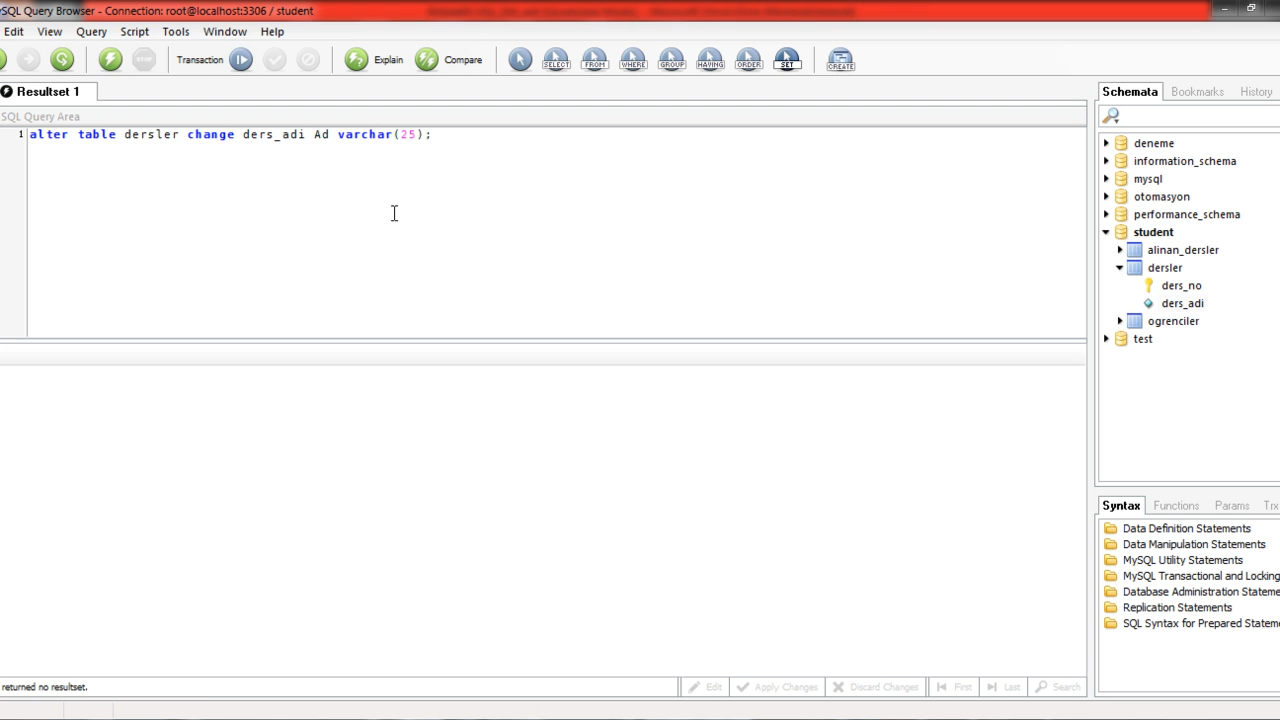 SQL Query Browser - Connection: root@localhost:3306 / student
Edit View Query Script Tools Window Help
STOP Transaction Explain Compare SELECT FROM WHERE GROUP HAVING ORDER SET CREATE
Resultset 1
SQL Query Area
1 alter table dersler change ders_adi Ad varchar(25);
returned no resultset.
Edit Apply Changes Discard Changes First Last Search
Schemata Bookmarks History
deneme
information_schema
mysql
otomasyon
performance_schema
student
alinan_dersler
dersler
ders_no
ders_adi
ogrenciler
test
Syntax Functions Params Trx
Data Definition Statements
Data Manipulation Statements
MySQL Utility Statements
MySQL Transactional and Locking
Database Administration Stateme
Replication Statements
SQL Syntax for Prepared Statem